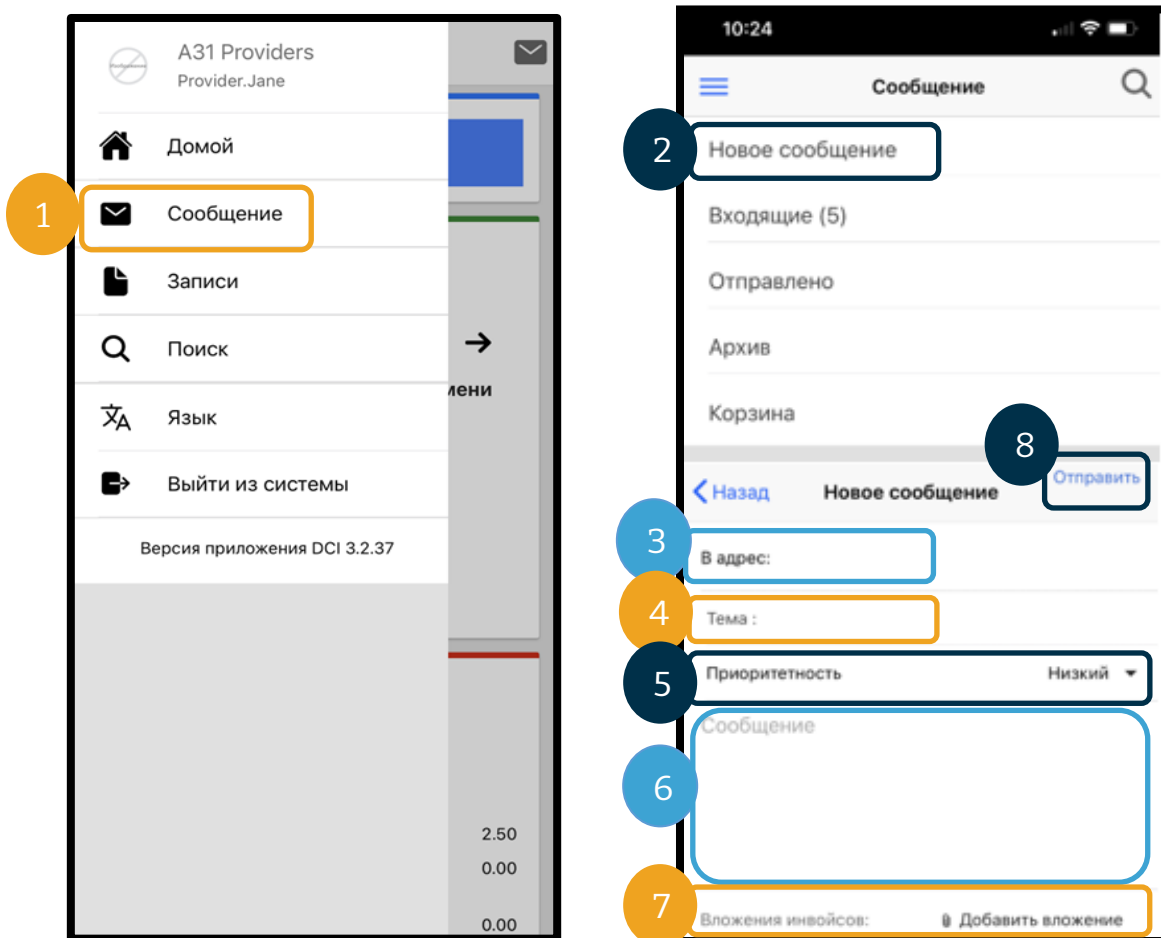 A31 Providers
Provider.Jane
Домой
1
Сообщение
Записи
Поиск
мени
Язык
Выйти из системы
Версия приложения DCI 3.2.37
2.50
0.00
0.00
10:24
Сообщение
2
Новое сообщение
Входящие (5)
Отправлено
Архив
Корзина
8
Назад Новое сообщение Отправить
3
В адрес:
4
Тема :
5
Приоритетность Низкий
Сообщение
6
7
Вложения инвойсов: Добавить вложение